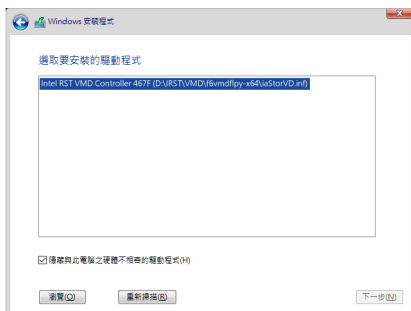 Windows 安裝程式
選取要安裝的驅動程式
Intel RST VMD Controller 467F (D:\IRST\VMD\f6vmdflpy-x64\iaStorVD.inf)
隱藏與此電腦之硬體不相容的驅動程式(H)
瀏覽(O) 重新掃描(R) 下一步(N)